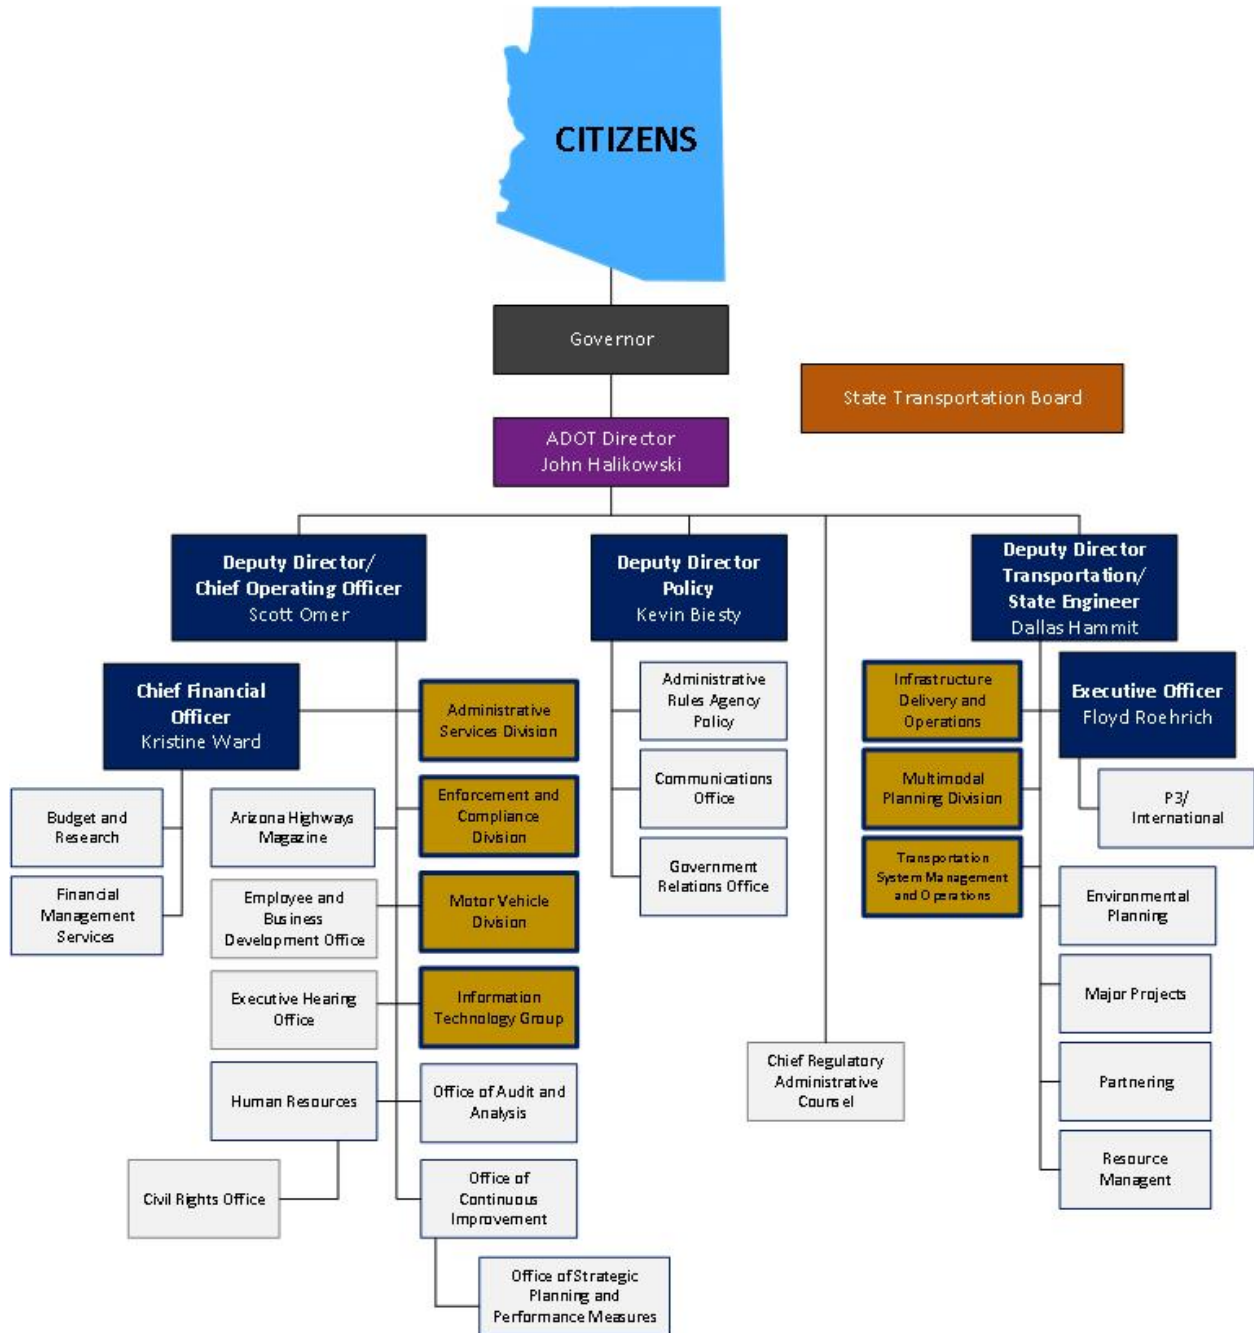 CITIZENS
Governor
State Transportation Board
ADOT Director
John Halikowski
Deputy Director/
Chief Operating Officer
Scott Omer
Deputy Director
Policy
Kevin Biesty
Deputy Director
Transportation/
State Engineer
Dallas Hammit
Chief Financial
Officer
Kristine Ward
Administrative
Services Division
Administrative
Rules Agency
Policy
Infrastructure
Delivery and
Operations
Executive Officer
Floyd Roehrich
Budget and
Research
Arizona Highways
Magazine
Enforcement and
Compliance
Division
Communications
Office
Multimodal
Planning Division
P3/
International
Financial
Management
Services
Employee and
Business
Development Office
Motor Vehicle
Division
Government
Relations Office
Transportation
System Management
and Operations
Environmental
Planning
Executive Hearing
Office
Information
Technology Group
Major Projects
Human Resources
Office of Audit and
Analysis
Chief Regulatory
Administrative
Counsel
Partnering
Civil Rights Office
Office of
Continuous
Improvement
Resource
Managent
Office of Strategic
Planning and
Performance Measures